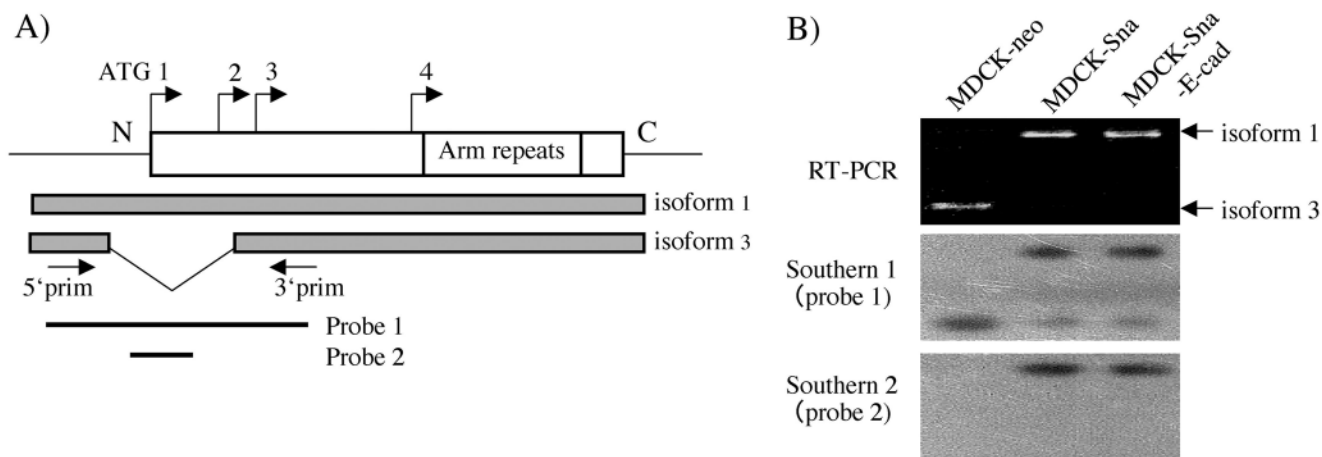 A)
ATG 1
2
3
4
N
C
Arm repeats
isoform 1
isoform 3
5‘prim
3‘prim
Probe 1
Probe 2
B)
MDCK-neo
MDCK-Sna
MDCK-Sna
-E-cad
RT-PCR
isoform 1
isoform 3
Southern 1
(probe 1)
Southern 2
(probe 2)